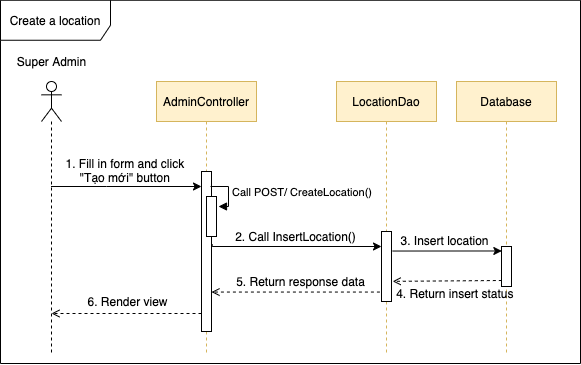 Create a location
Super Admin
AdminController
LocationDao
Database
1. Fill in form and click
"Tạo mới" button
Call POST/ CreateLocation()
2. Call InsertLocation()
3. Insert location
4. Return insert status
5. Return response data
6. Render view